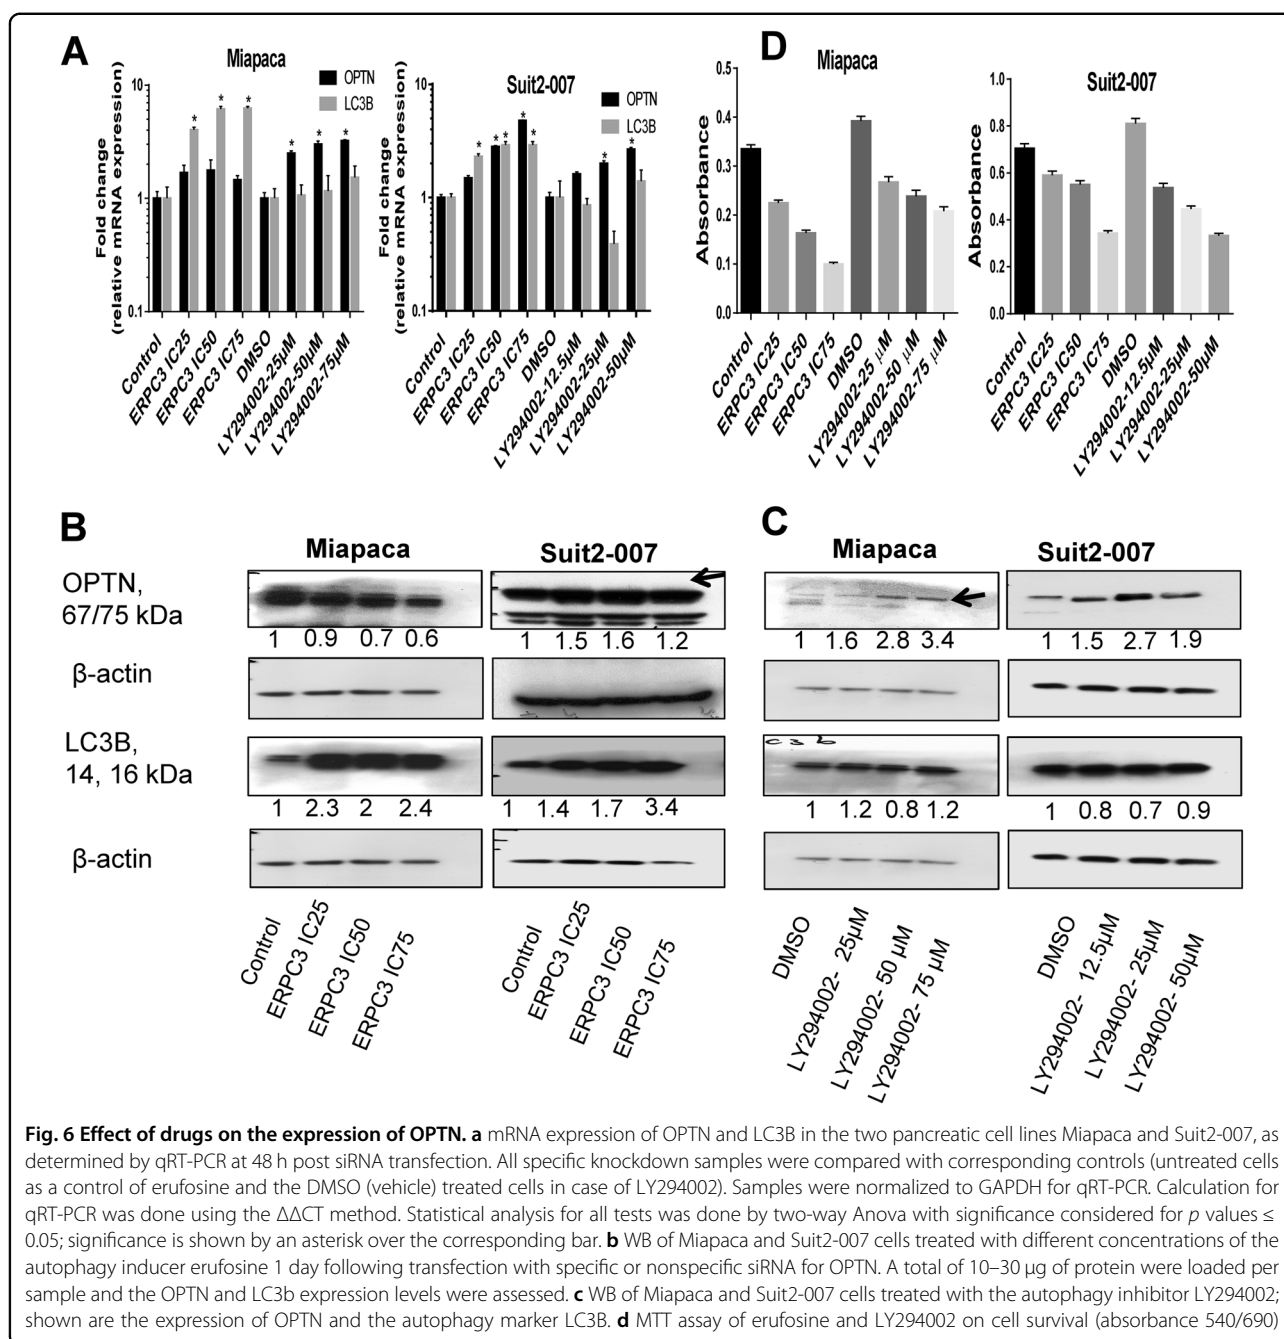 A
Miapaca
OPTN
LC3B
Fold change
(relative mRNA expression)
10
1
0.1
* * * * * *
Control
ERPC3 IC25
ERPC3 IC50
ERPC3 IC75
DMSO
LY294002-25µM
LY294002-50µM
LY294002-75µM
Suit2-007
OPTN
LC3B
Fold change
(relative mRNA expression)
10
1
0.1
* * * * * * *
Control
ERPC3 IC25
ERPC3 IC50
ERPC3 IC75
DMSO
LY294002-12.5µM
LY294002-25µM
LY294002-50µM
D
Miapaca
Absorbance
0.5
0.4
0.3
0.2
0.1
0.0
Control
ERPC3 IC25
ERPC3 IC50
ERPC3 IC75
DMSO
LY294002-25 µM
LY294002-50 µM
LY294002-75 µM
Suit2-007
Absorbance
1.0
0.8
0.6
0.4
0.2
0.0
Control
ERPC3 IC25
ERPC3 IC50
ERPC3 IC75
DMSO
LY294002-12.5µM
LY294002-25µM
LY294002-50µM
B
Miapaca
Suit2-007
OPTN,
67/75 kDa
1 0.9 0.7 0.6
1 1.5 1.6 1.2
β-actin
LC3B,
14, 16 kDa
1 2.3 2 2.4
1 1.4 1.7 3.4
β-actin
Control
ERPC3 IC25
ERPC3 IC50
ERPC3 IC75
Control
ERPC3 IC25
ERPC3 IC50
ERPC3 IC75
C
Miapaca
Suit2-007
1 1.6 2.8 3.4
1 1.5 2.7 1.9
c3 b
1 1.2 0.8 1.2
1 0.8 0.7 0.9
DMSO
LY294002- 25µM
LY294002- 50 µM
LY294002- 75 µM
DMSO
LY294002- 12.5µM
LY294002- 25µM
LY294002- 50µM
Fig. 6 Effect of drugs on the expression of OPTN. a mRNA expression of OPTN and LC3B in the two pancreatic cell lines Miapaca and Suit2-007, as
determined by qRT-PCR at 48 h post siRNA transfection. All specific knockdown samples were compared with corresponding controls (untreated cells
as a control of erufosine and the DMSO (vehicle) treated cells in case of LY294002). Samples were normalized to GAPDH for qRT-PCR. Calculation for
qRT-PCR was done using the ΔΔCT method. Statistical analysis for all tests was done by two-way Anova with significance considered for p values ≤
0.05; significance is shown by an asterisk over the corresponding bar. b WB of Miapaca and Suit2-007 cells treated with different concentrations of the
autophagy inducer erufosine 1 day following transfection with specific or nonspecific siRNA for OPTN. A total of 10–30 µg of protein were loaded per
sample and the OPTN and LC3b expression levels were assessed. c WB of Miapaca and Suit2-007 cells treated with the autophagy inhibitor LY294002;
shown are the expression of OPTN and the autophagy marker LC3B. d MTT assay of erufosine and LY294002 on cell survival (absorbance 540/690)